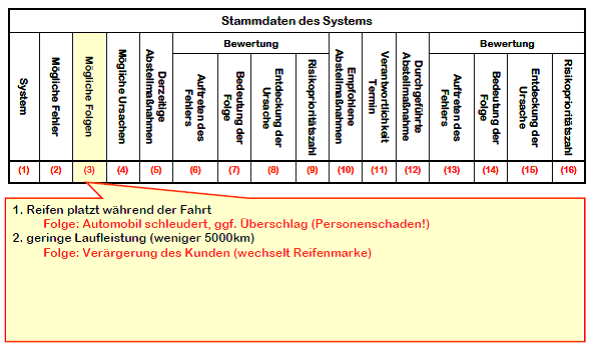 Stammdaten des Systems
Bewertung
Bewertung
System
Mögliche Fehler
Mögliche Folgen
Mögliche Ursachen
Derzeitige
Abstellmaßnahmen
Auftreten des
Fehlers
Bedeutung der
Folge
Entdeckung der
Ursache
Risikoprioritätszahl
Empfohlene
Abstellmaßnahmen
Verantwortlichkeit
Termin
Durchgeführte
Abstellmaßnahme
Auftreten des
Fehlers
Bedeutung der
Folge
Entdeckung der
Ursache
Risikoprioritätszahl
(1) (2) (3) (4) (5) (6) (7) (8) (9) (10) (11) (12) (13) (14) (15) (16)
1. Reifen platzt während der Fahrt
Folge: Automobil schleudert, ggf. Überschlag (Personenschaden!)
2. geringe Laufleistung (weniger 5000km)
Folge: Verärgerung des Kunden (wechselt Reifenmarke)